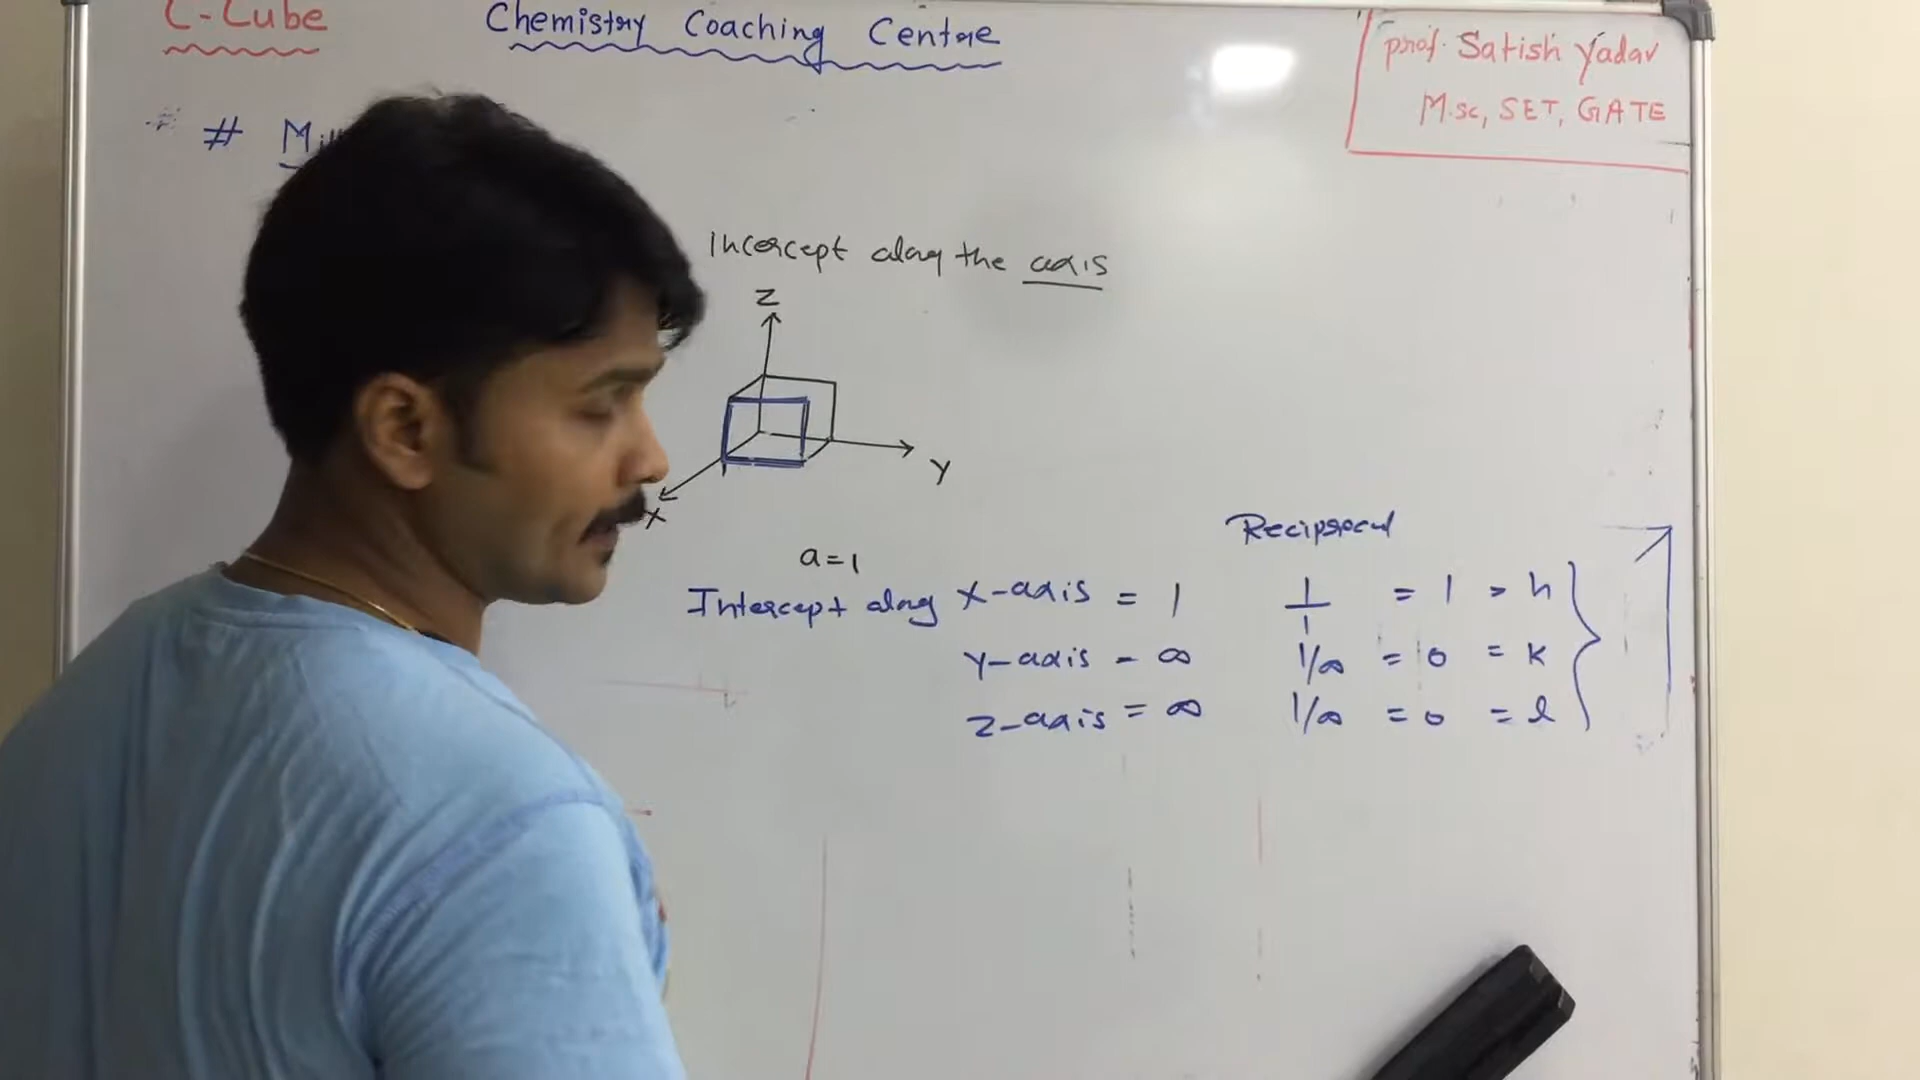 C-Cube
Chemistry Coaching Centre
prof. Satish Yadav
M.sc, SET, GATE
#
Intercept along the axis
Z
Y
X
a=1
Reciprocal
Intercept along X-axis = 1 1/1 = 1 = h
Y-axis = ∞ 1/∞ = 0 = k
Z-axis = ∞ 1/∞ = 0 = l